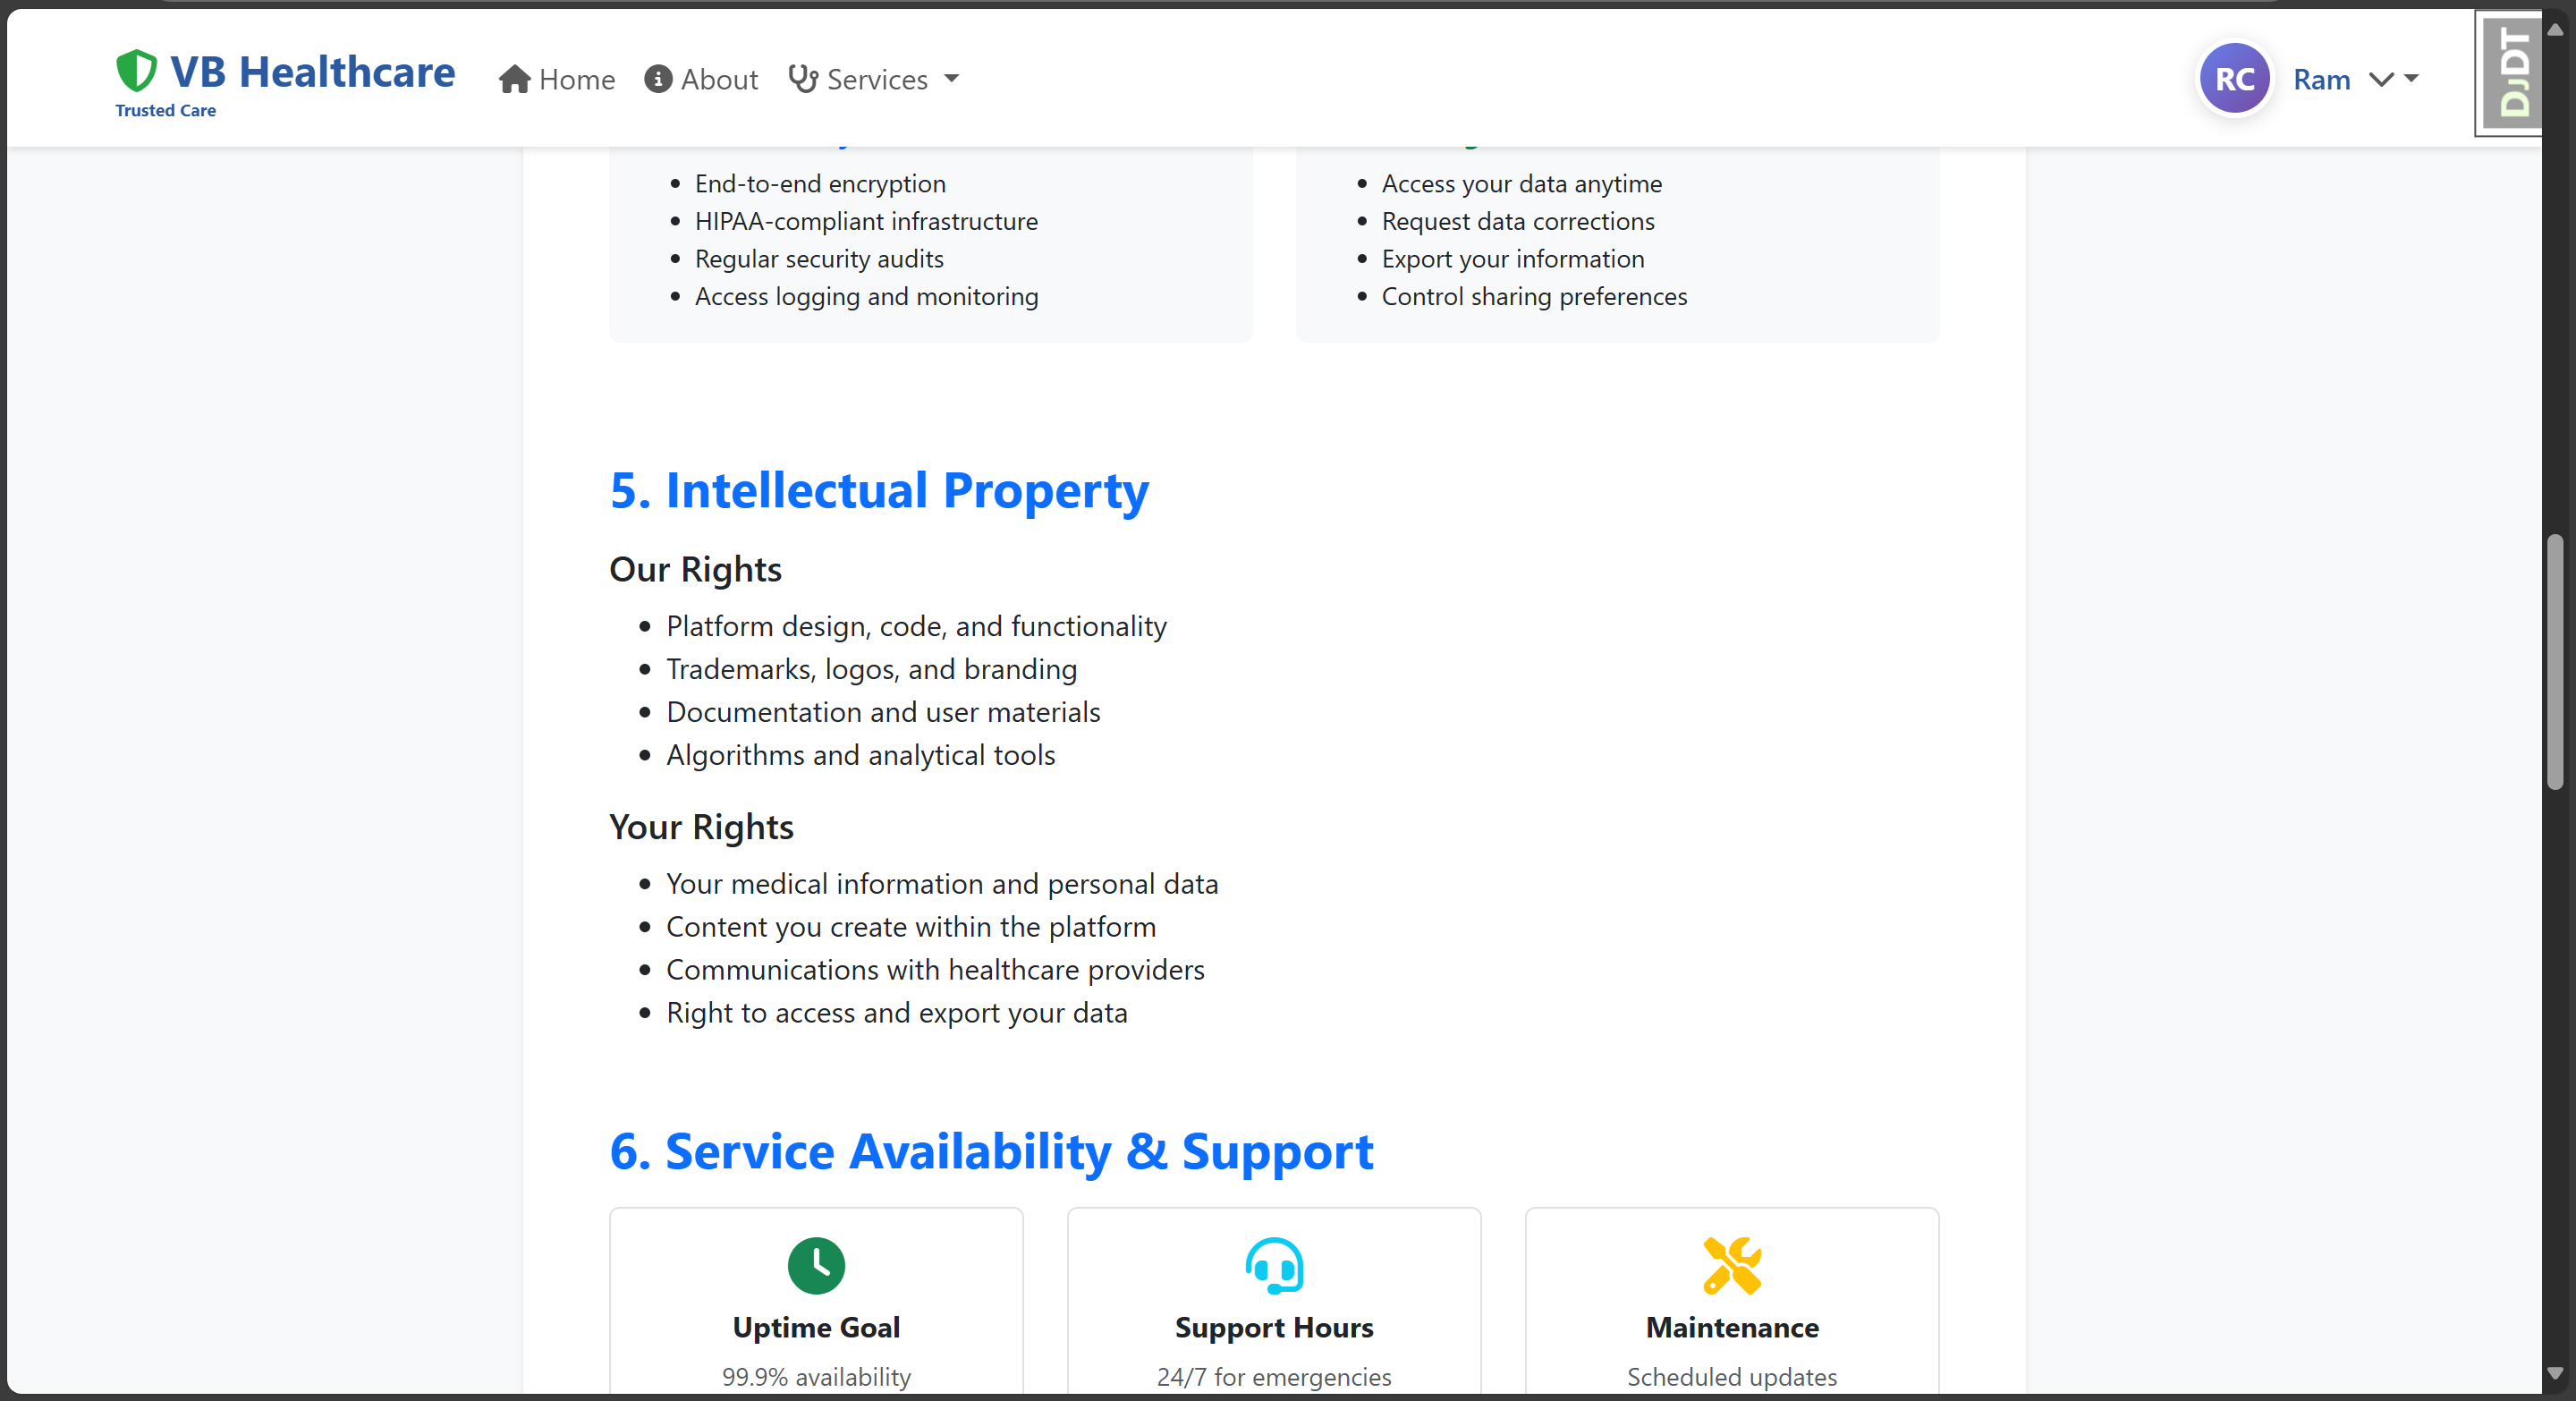 VB Healthcare
Trusted Care
Home
About
Services
RC
Ram
DJDT
End-to-end encryption
HIPAA-compliant infrastructure
Regular security audits
Access logging and monitoring
Access your data anytime
Request data corrections
Export your information
Control sharing preferences
5. Intellectual Property
Our Rights
Platform design, code, and functionality
Trademarks, logos, and branding
Documentation and user materials
Algorithms and analytical tools
Your Rights
Your medical information and personal data
Content you create within the platform
Communications with healthcare providers
Right to access and export your data
6. Service Availability & Support
Uptime Goal
99.9% availability
Support Hours
24/7 for emergencies
Maintenance
Scheduled updates